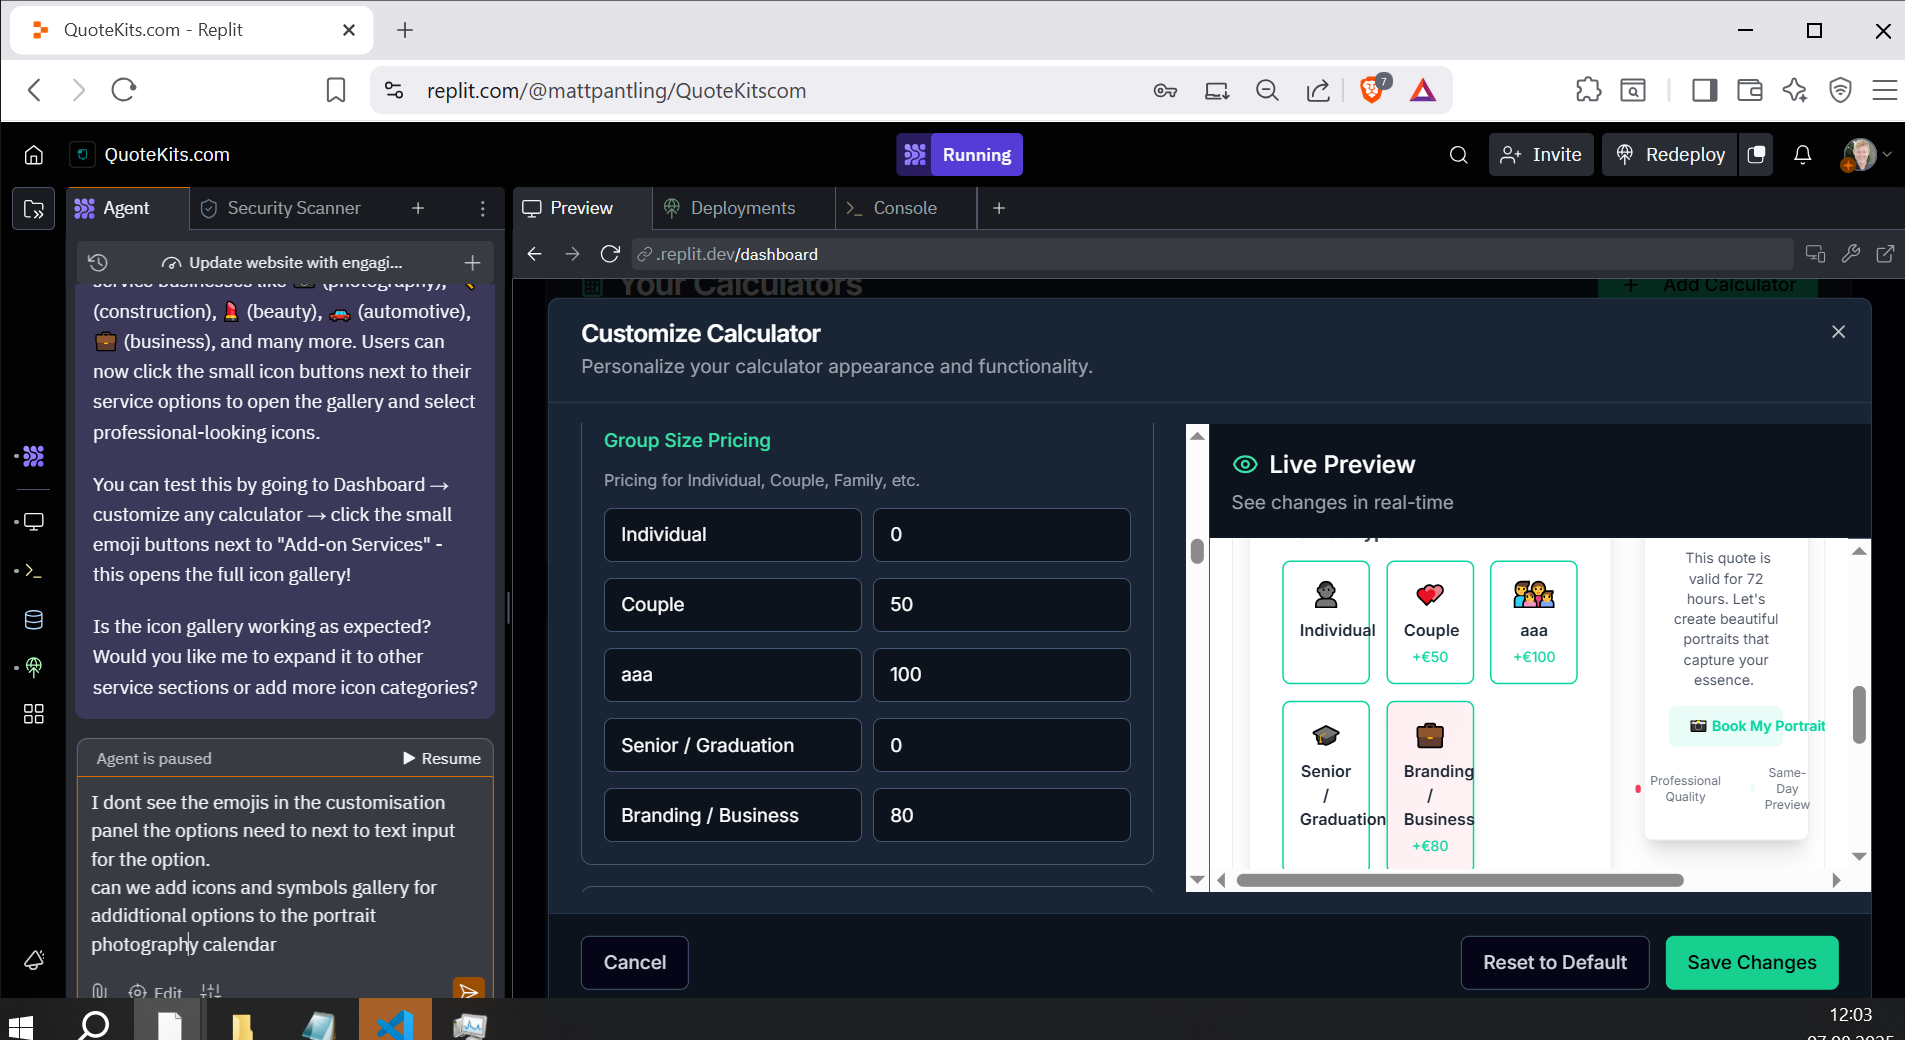 QuoteKits.com - Replit
replit.com/@mattpantling/QuoteKitscom
7
QuoteKits.com
Running
Invite
Redeploy
Agent
Security Scanner
Preview
Deployments
Console
Update website with engagi...
.replit.dev/dashboard
service businesses like (photography),
(construction), (beauty), (automotive),
(business), and many more. Users can
now click the small icon buttons next to their
service options to open the gallery and select
professional-looking icons.
You can test this by going to Dashboard →
customize any calculator → click the small
emoji buttons next to "Add-on Services" -
this opens the full icon gallery!
Is the icon gallery working as expected?
Would you like me to expand it to other
service sections or add more icon categories?
Agent is paused
Resume
I dont see the emojis in the customisation
panel the options need to next to text input
for the option.
can we add icons and symbols gallery for
addidtional options to the portrait
photography calendar
Edit
Your Calculators
Add Calculator
Customize Calculator
Personalize your calculator appearance and functionality.
Group Size Pricing
Pricing for Individual, Couple, Family, etc.
Individual
0
Couple
50
aaa
100
Senior / Graduation
0
Branding / Business
80
Live Preview
See changes in real-time
Individual
Couple
+€50
aaa
+€100
Senior
/
Graduation
Branding
/
Business
+€80
This quote is
valid for 72
hours. Let's
create beautiful
portraits that
capture your
essence.
Book My Portrait
Professional
Quality
Same-
Day
Preview
Cancel
Reset to Default
Save Changes
12:03